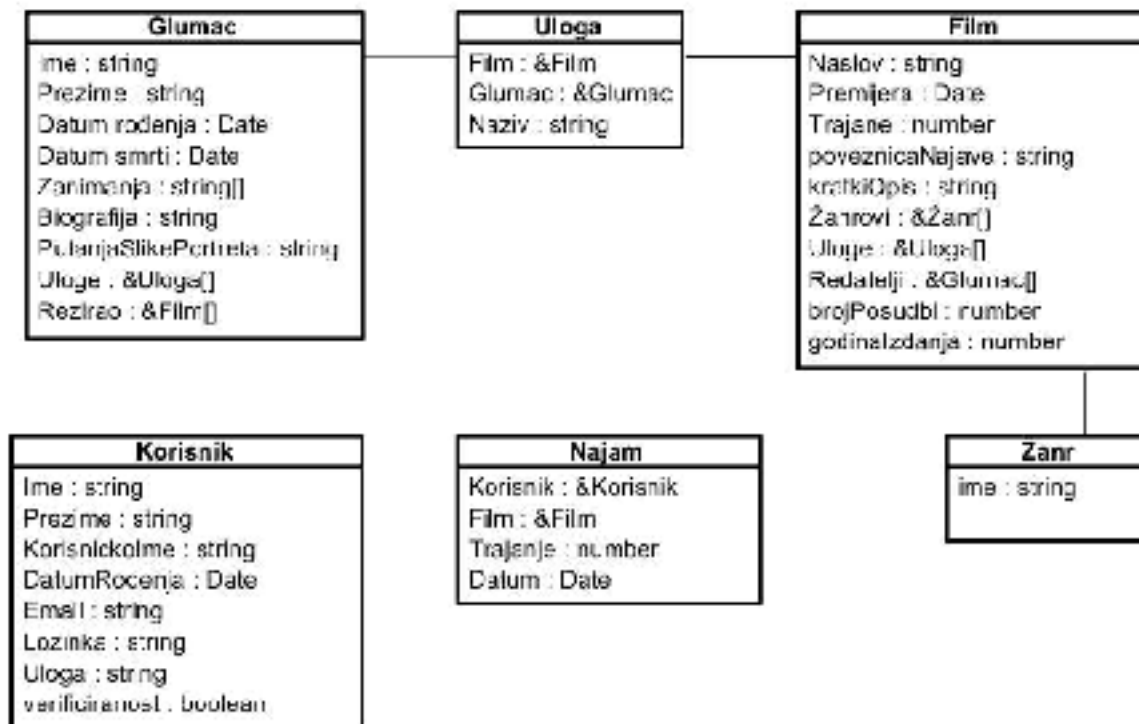 Glumac
Ime : string
Prezime : string
Datum rođenja : Date
Datum smrti : Date
Zanimanja : string[]
Biografija : string
PutanjaSlikePortreta : string
Uloge : &Uloga[]
Rezirao : &Film[]
Uloga
Film : &Film
Glumac : &Glumac
Naziv : string
Film
Naslov : string
Premijera : Date
Trajane : number
poveznicaNajave : string
kratkiOpis : string
Žanrovi : &Žanr[]
Uloge : &Uloga[]
Redatelji : &Glumac[]
brojPosudbi : number
godinaIzdanja : number
Korisnik
Ime : string
Prezime : string
KorisnickoIme : string
DatumRođenja : Date
Email : string
Lozinka : string
Uloga : string
verificiranost : boolean
Najam
Korisnik : &Korisnik
Film : &Film
Trajanje : number
Datum : Date
Žanr
ime : string